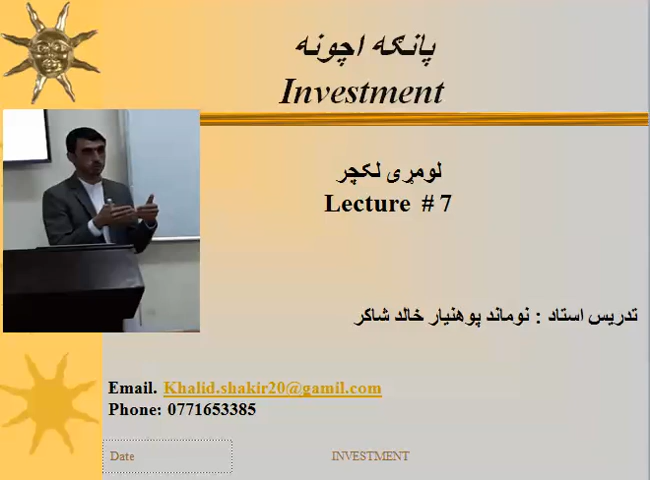 پانګه اچونه
Investment
لومړی لکچر
Lecture # 7
تدریس استاد : نوماند پوهنیار خالد شاکر
Email. Khalid.shakir20@gamil.com
Phone: 0771653385
Date
INVESTMENT